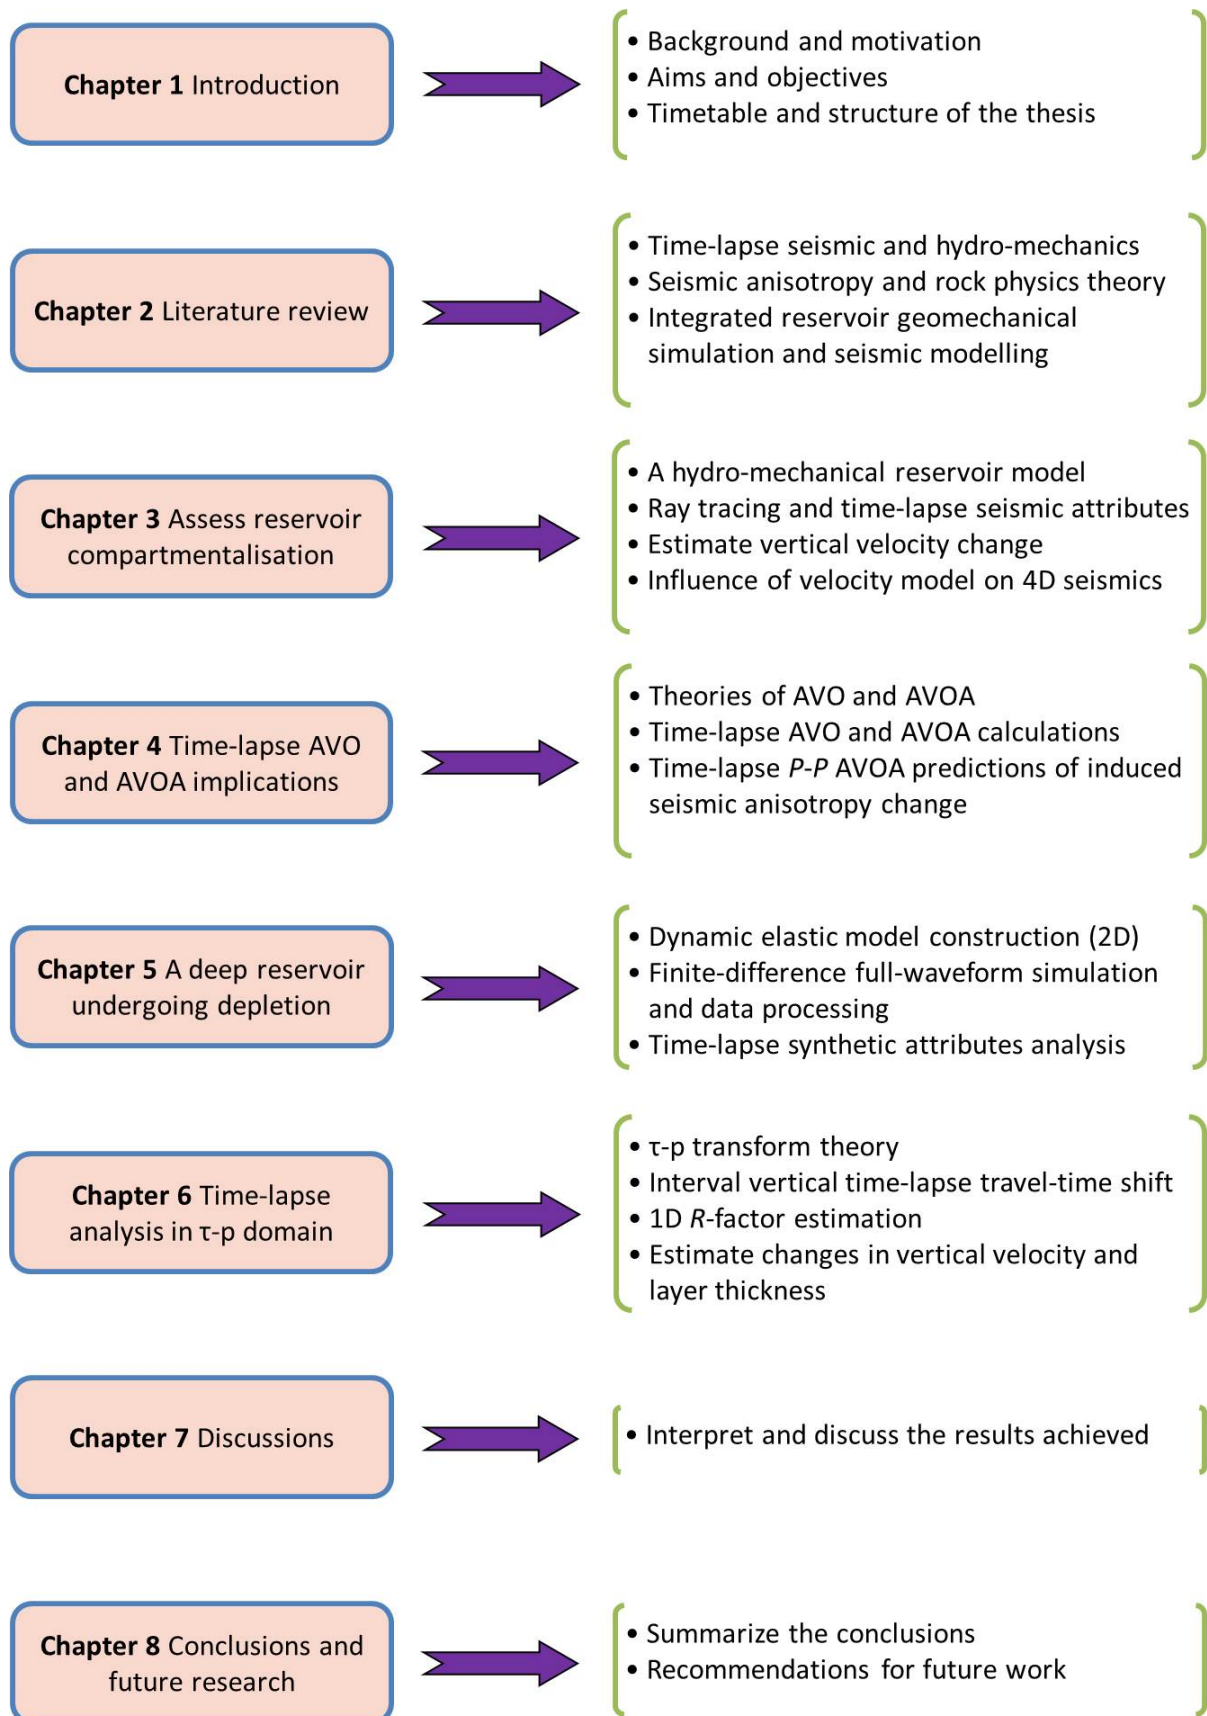 Chapter 1 Introduction
• Background and motivation
• Aims and objectives
• Timetable and structure of the thesis
Chapter 2 Literature review
• Time-lapse seismic and hydro-mechanics
• Seismic anisotropy and rock physics theory
• Integrated reservoir geomechanical
simulation and seismic modelling
Chapter 3 Assess reservoir
compartmentalisation
• A hydro-mechanical reservoir model
• Ray tracing and time-lapse seismic attributes
• Estimate vertical velocity change
• Influence of velocity model on 4D seismics
Chapter 4 Time-lapse AVO
and AVOA implications
• Theories of AVO and AVOA
• Time-lapse AVO and AVOA calculations
• Time-lapse P-P AVOA predictions of induced
seismic anisotropy change
Chapter 5 A deep reservoir
undergoing depletion
• Dynamic elastic model construction (2D)
• Finite-difference full-waveform simulation
and data processing
• Time-lapse synthetic attributes analysis
Chapter 6 Time-lapse
analysis in τ-p domain
• τ-p transform theory
• Interval vertical time-lapse travel-time shift
• 1D R-factor estimation
• Estimate changes in vertical velocity and
layer thickness
Chapter 7 Discussions
• Interpret and discuss the results achieved
Chapter 8 Conclusions and
future research
• Summarize the conclusions
• Recommendations for future work